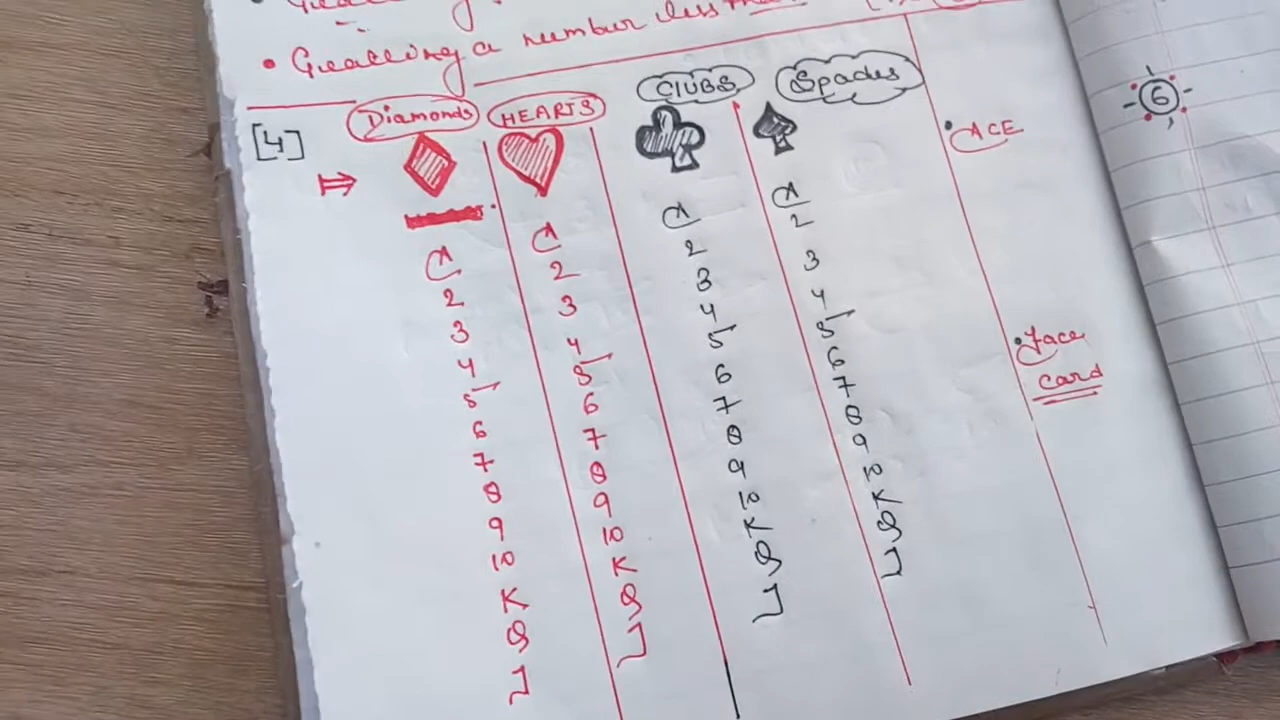 • Geatting a number less than
[4]
⇒ Diamonds HEARTS CLUBS Spades
• ACE
A A A A
2 2 2 2
3 3 3 3
4 4 4 4
5 5 5 5
6 6 6 6
7 7 7 7
8 8 8 8
9 9 9 9
10 10 10 10
K K K K
Q Q Q Q
J J J J
• Face
card
6